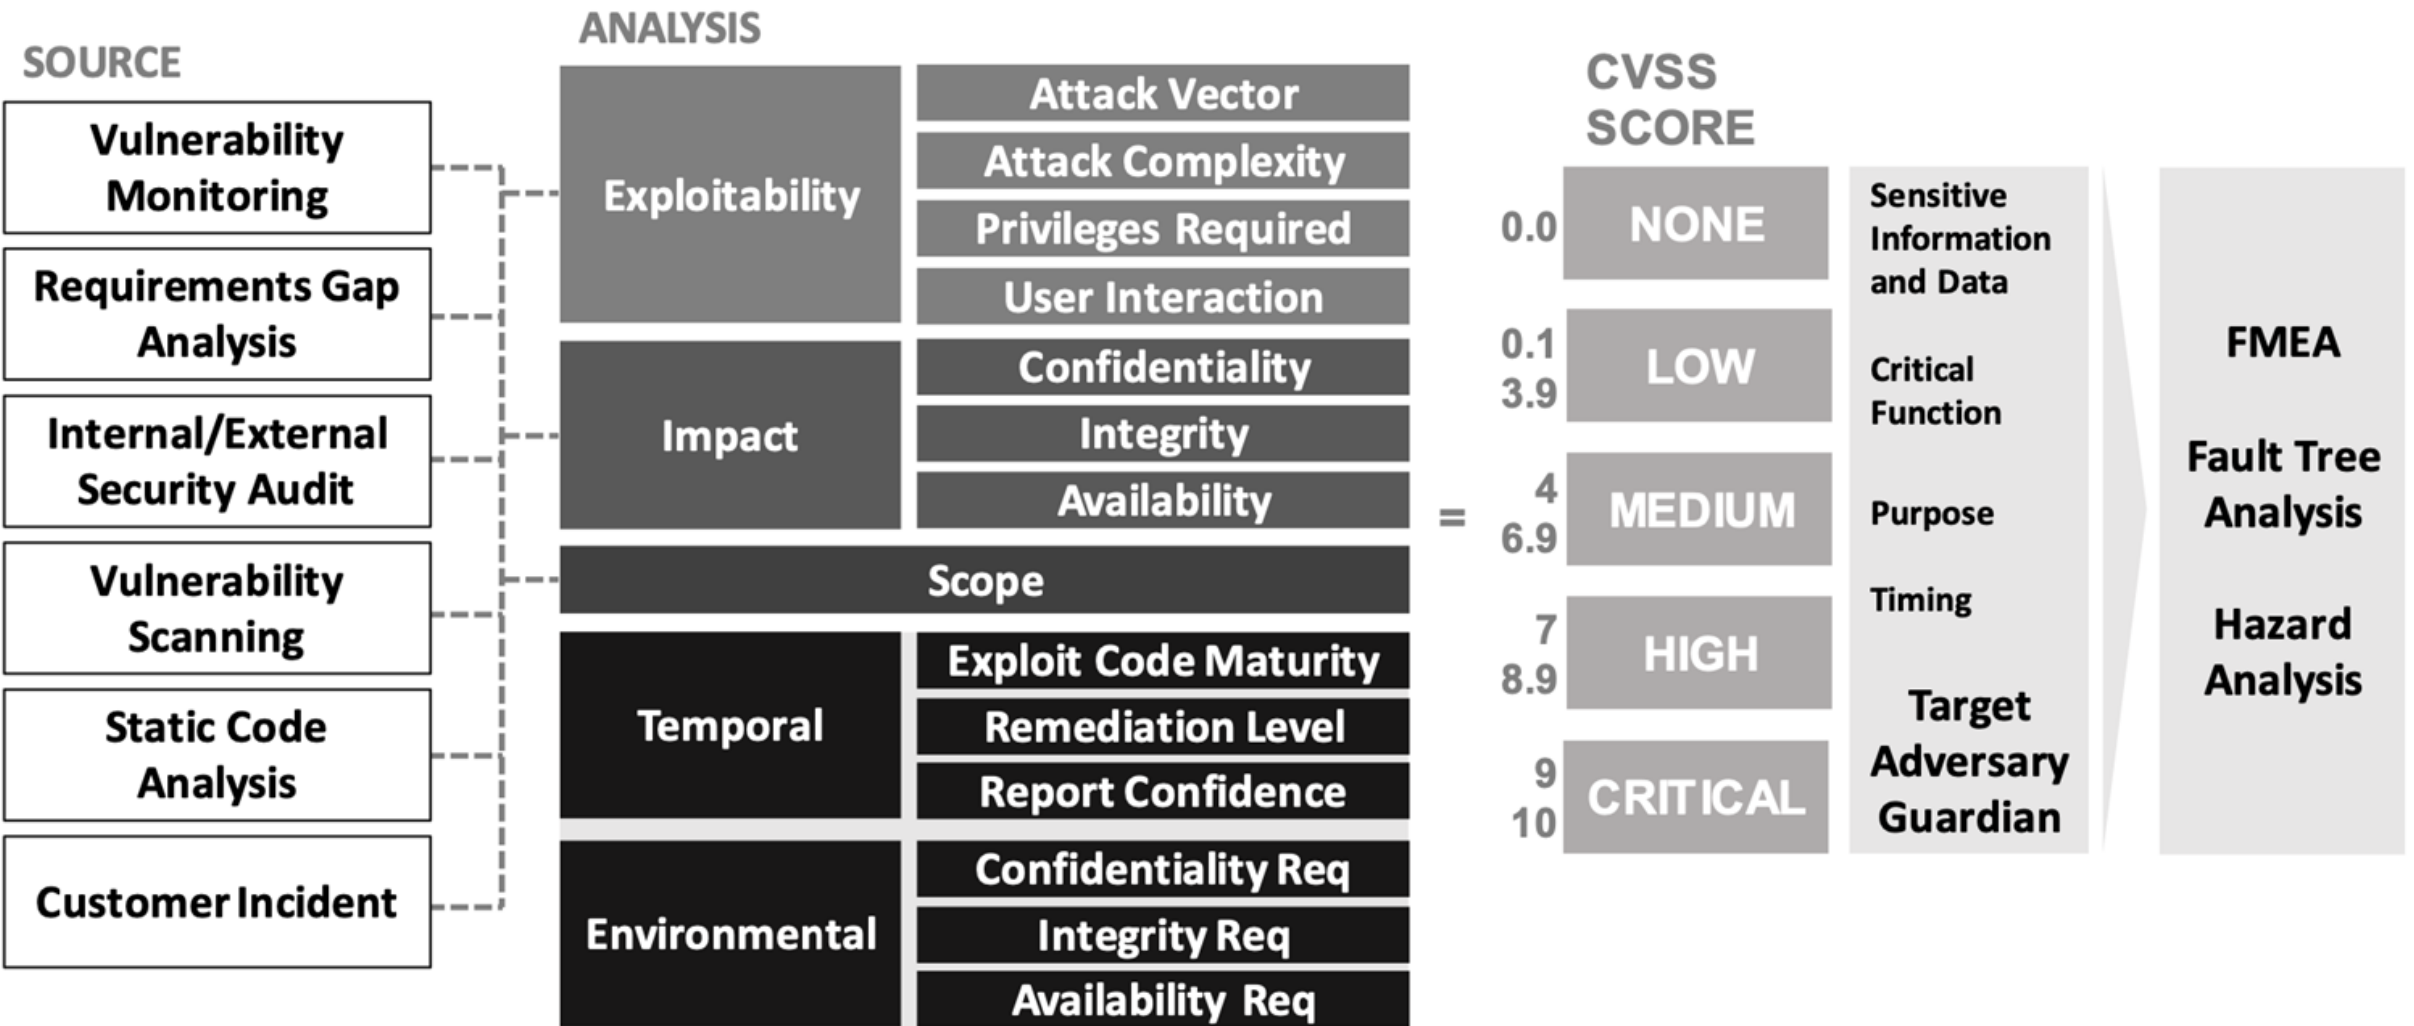 SOURCE
Vulnerability
Monitoring
Requirements Gap
Analysis
Internal/External
Security Audit
Vulnerability
Scanning
Static Code
Analysis
Customer Incident
ANALYSIS
Exploitability
Attack Vector
Attack Complexity
Privileges Required
User Interaction
Impact
Confidentiality
Integrity
Availability
Scope
Temporal
Exploit Code Maturity
Remediation Level
Report Confidence
Environmental
Confidentiality Req
Integrity Req
Availability Req
=
CVSS
SCORE
0.0
NONE
0.1
3.9
LOW
4
6.9
MEDIUM
7
8.9
HIGH
9
10
CRITICAL
Sensitive
Information
and Data
Critical
Function
Purpose
Timing
Target
Adversary
Guardian
FMEA
Fault Tree
Analysis
Hazard
Analysis